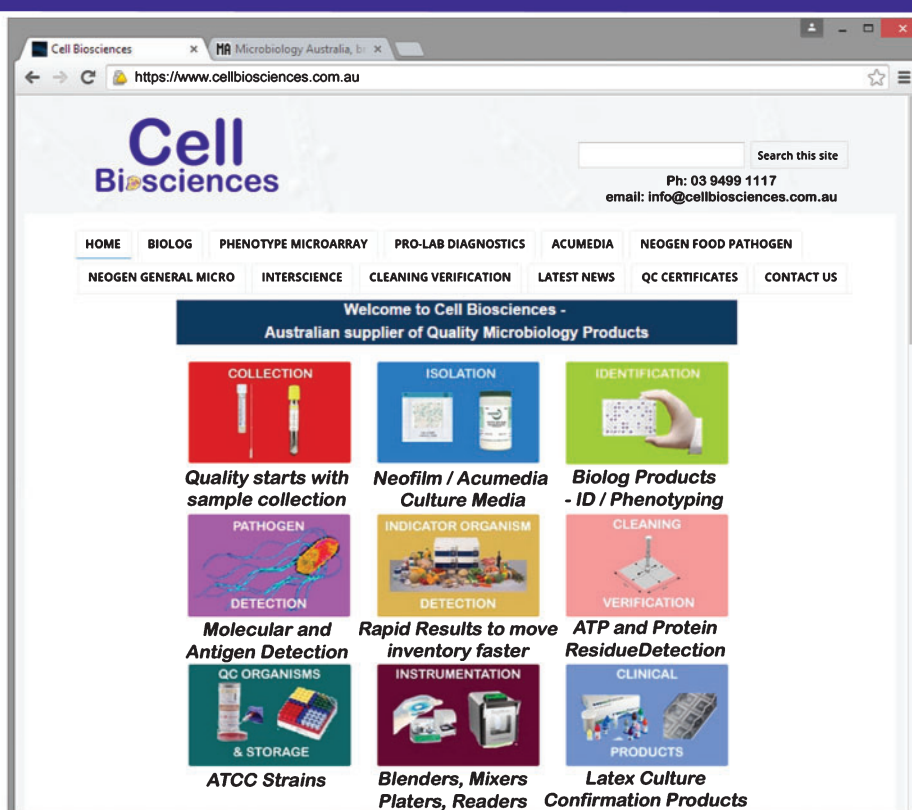 Cell Biosciences
MA Microbiology Australia, b
https://www.cellbiosciences.com.au
Cell
Biosciences
Search this site
Ph: 03 9499 1117
email: info@cellbiosciences.com.au
HOME BIOLOG PHENOTYPE MICROARRAY PRO-LAB DIAGNOSTICS ACUMEDIA NEOGEN FOOD PATHOGEN
NEOGEN GENERAL MICRO INTERSCIENCE CLEANING VERIFICATION LATEST NEWS QC CERTIFICATES CONTACT US
Welcome to Cell Biosciences -
Australian supplier of Quality Microbiology Products
COLLECTION
Quality starts with
sample collection
ISOLATION
Neofilm / Acumedia
Culture Media
IDENTIFICATION
Biolog Products
- ID / Phenotyping
PATHOGEN
DETECTION
Molecular and
Antigen Detection
INDICATOR ORGANISM
DETECTION
Rapid Results to move
inventory faster
CLEANING
VERIFICATION
ATP and Protein
ResidueDetection
QC ORGANISMS
& STORAGE
ATCC Strains
INSTRUMENTATION
Blenders, Mixers
Platers, Readers
CLINICAL
PRODUCTS
Latex Culture
Confirmation Products